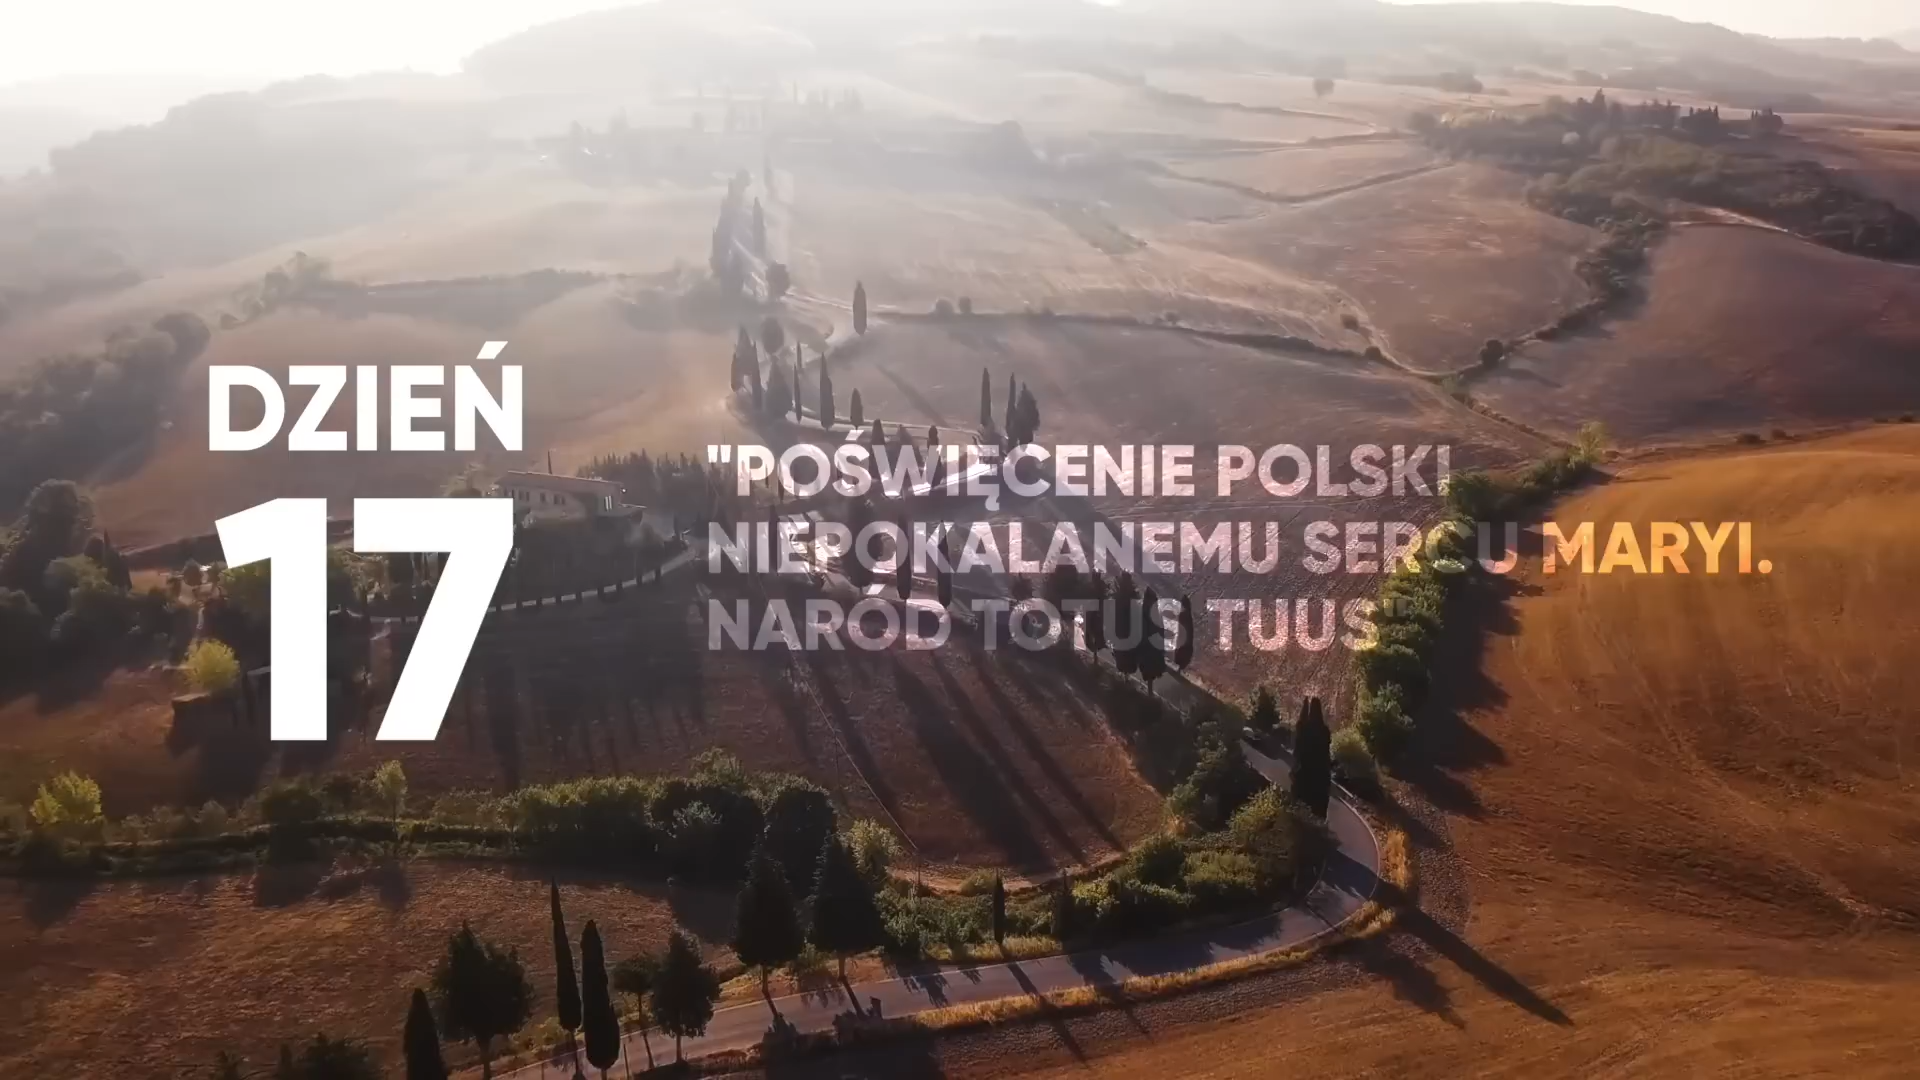 DZIEŃ
17
"POŚWIĘCENIE POLSKI
NIEPOKALANEMU SERCU MARYI.
NARÓD TOTUS TUUS"